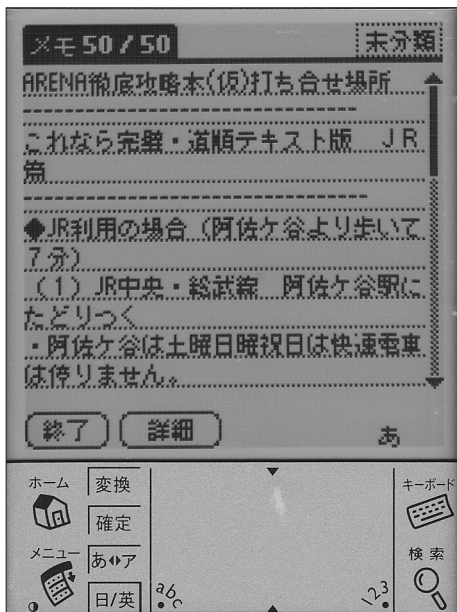 メモ 50 / 50
未分類
ARENA徹底攻略本(仮)打ち合せ場所
--------------------------------
これなら完璧・道順テキスト版　JR
篇
---------------------------------
◆JR利用の場合（阿佐ケ谷より歩いて
7分）
（1）JR中央・総武線　阿佐ケ谷駅に
たどりつく
・阿佐ケ谷は土曜日曜祝日は快速電車
は停りません。
終了
詳細
あ
ホーム
変換
確定
メニュー
あ↔ア
日/英
abc
123
キーボード
検索